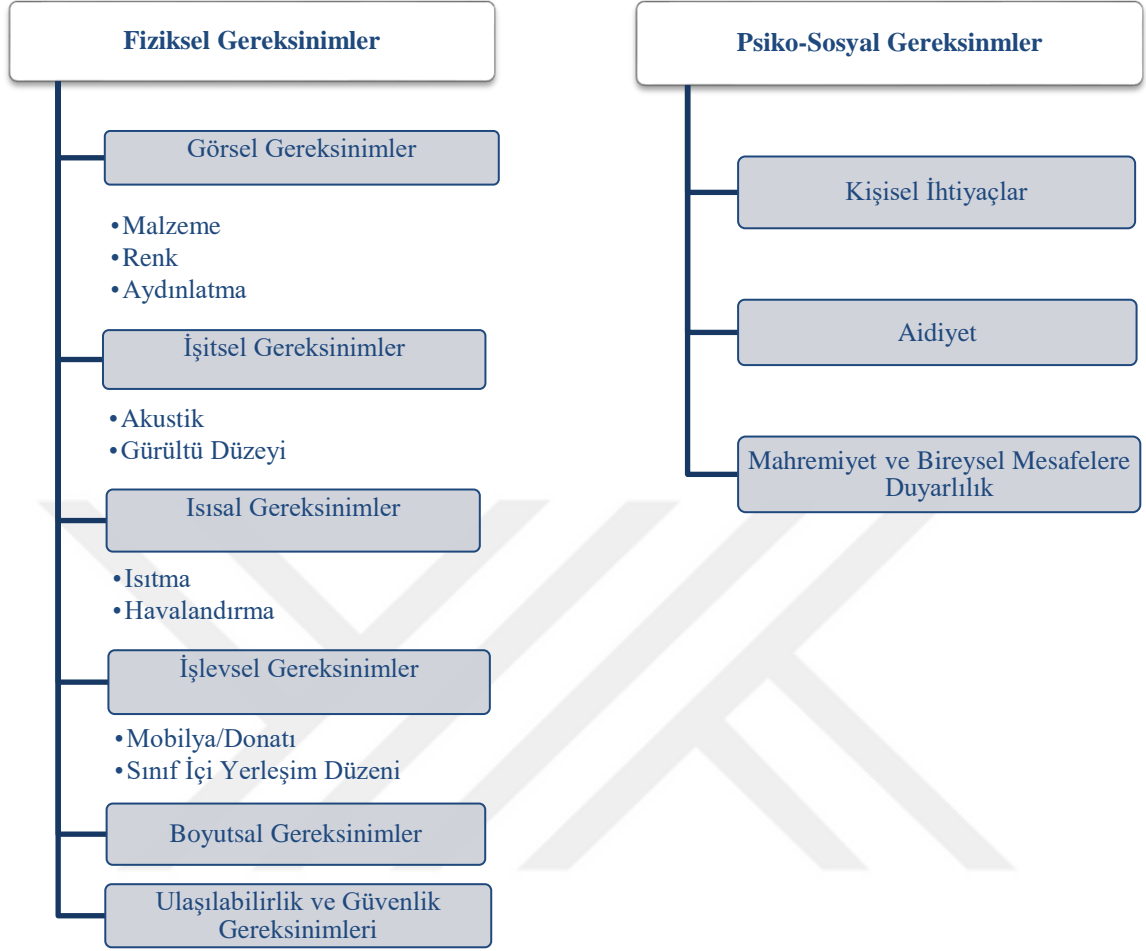 Fiziksel Gereksinimler
Görsel Gereksinimler
•Malzeme
•Renk
•Aydınlatma
İşitsel Gereksinimler
•Akustik
•Gürültü Düzeyi
Isısal Gereksinimler
•Isıtma
•Havalandırma
İşlevsel Gereksinimler
•Mobilya/Donatı
•Sınıf İçi Yerleşim Düzeni
Boyutsal Gereksinimler
Ulaşılabilirlik ve Güvenlik
Gereksinimleri
Psiko-Sosyal Gereksinmler
Kişisel İhtiyaçlar
Aidiyet
Mahremiyet ve Bireysel Mesafelere
Duyarlılık